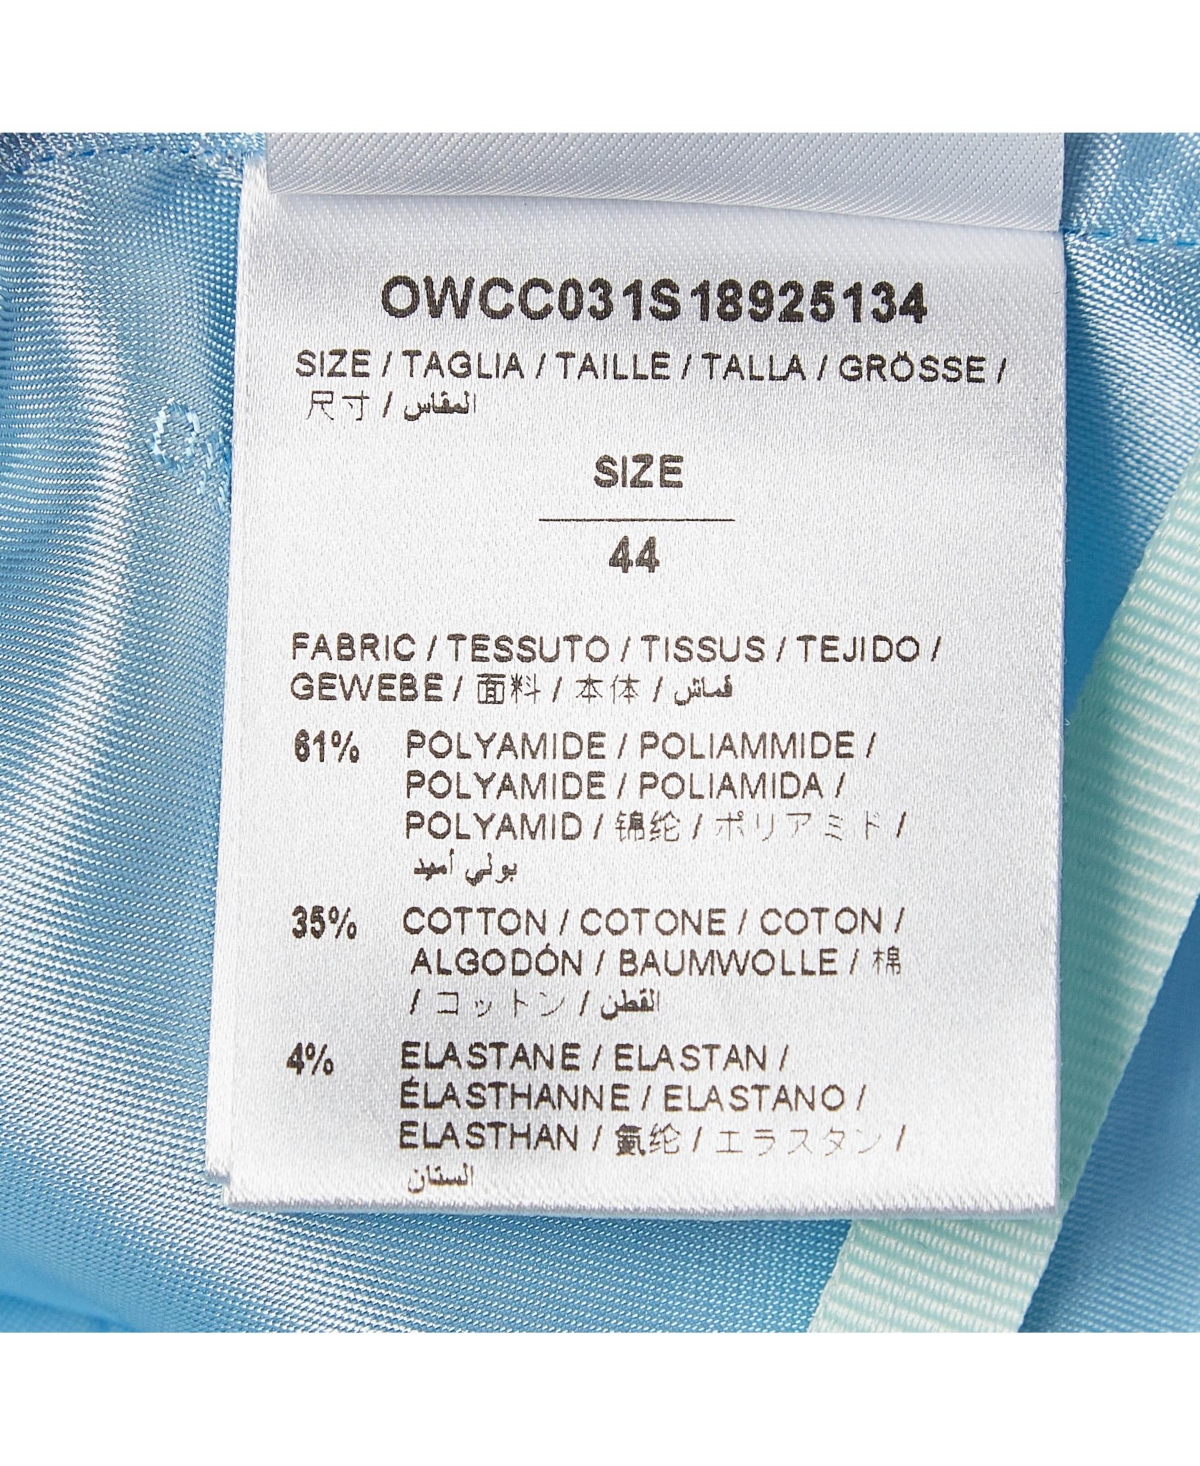 OWCC031S18925134
SIZE / TAGLIA / TAILLE / TALLA / GRÖSSE /
尺寸 / المقاس
SIZE
44
FABRIC / TESSUTO / TISSUS / TEJIDO /
GEWEBE / 面料 / 本体 / قماش
61% POLYAMIDE / POLIAMMIDE /
POLYAMIDE / POLIAMIDA /
POLYAMID / 锦纶 / ポリアミド /
بولي أميد
35% COTTON / COTONE / COTON /
ALGODÓN / BAUMWOLLE / 棉
/ コットン / القطن
4% ELASTANE / ELASTAN /
ÉLASTHANNE / ELASTANO /
ELASTHAN / 氨纶 / エラスタン /
الستان